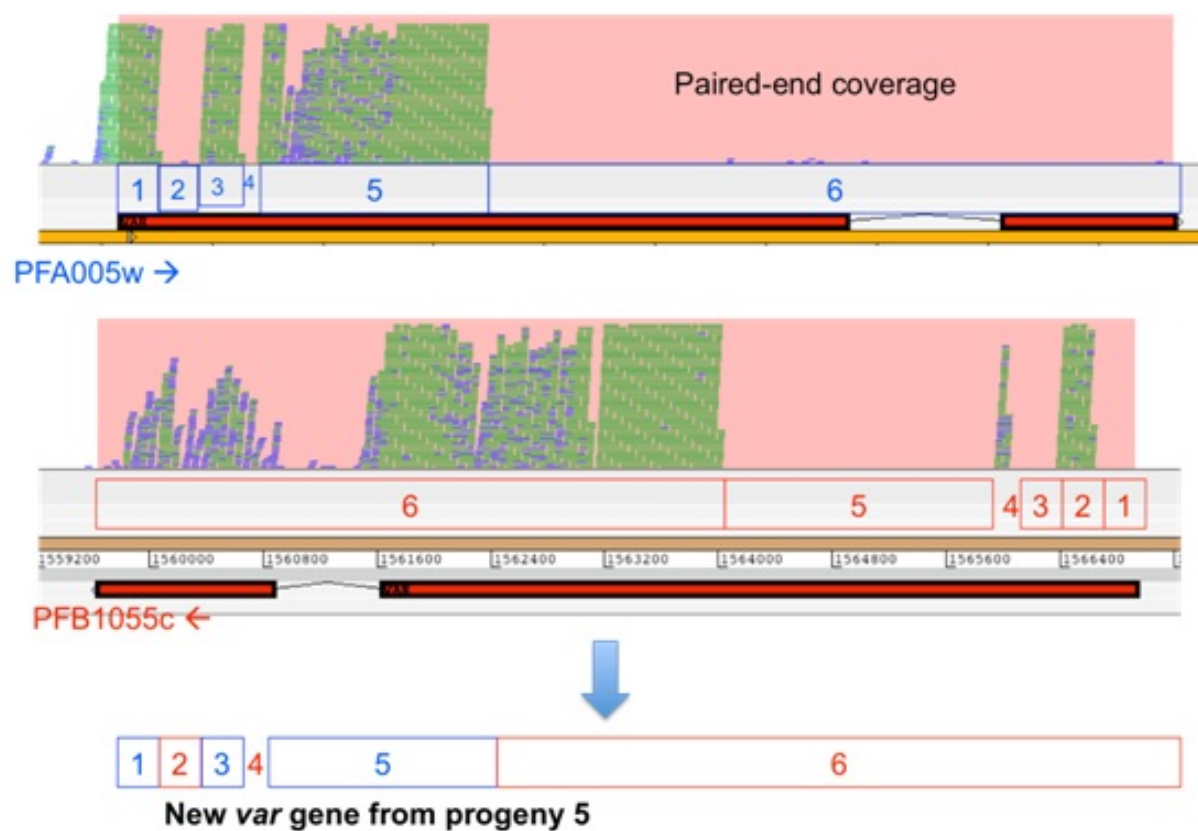 Paired-end coverage
1 2 3 4 5 6
PFA005w →
6 5 4 3 2 1
1559200 1560000 1560800 1561600 1562400 1563200 1564000 1564800 1565600 1566400
PFB1055c ←
1 2 3 4 5 6
New var gene from progeny 5